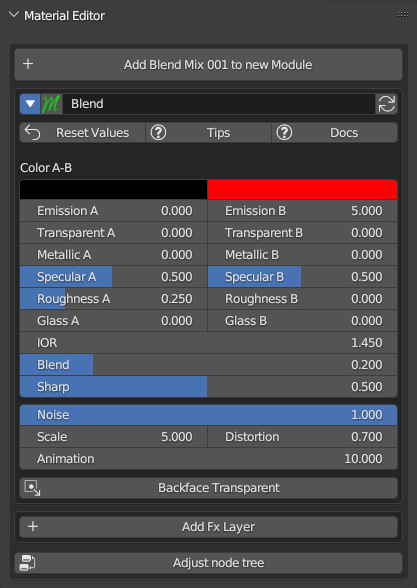 Material Editor
Add Blend Mix 001 to new Module
Blend
Reset Values Tips Docs
Color A-B
Emission A 0.000 Emission B 5.000
Transparent A 0.000 Transparent B 0.000
Metallic A 0.000 Metallic B 0.000
Specular A 0.500 Specular B 0.500
Roughness A 0.250 Roughness B 0.000
Glass A 0.000 Glass B 0.000
IOR 1.450
Blend 0.200
Sharp 0.500
Noise 1.000
Scale 5.000 Distortion 0.700
Animation 10.000
Backface Transparent
Add Fx Layer
Adjust node tree